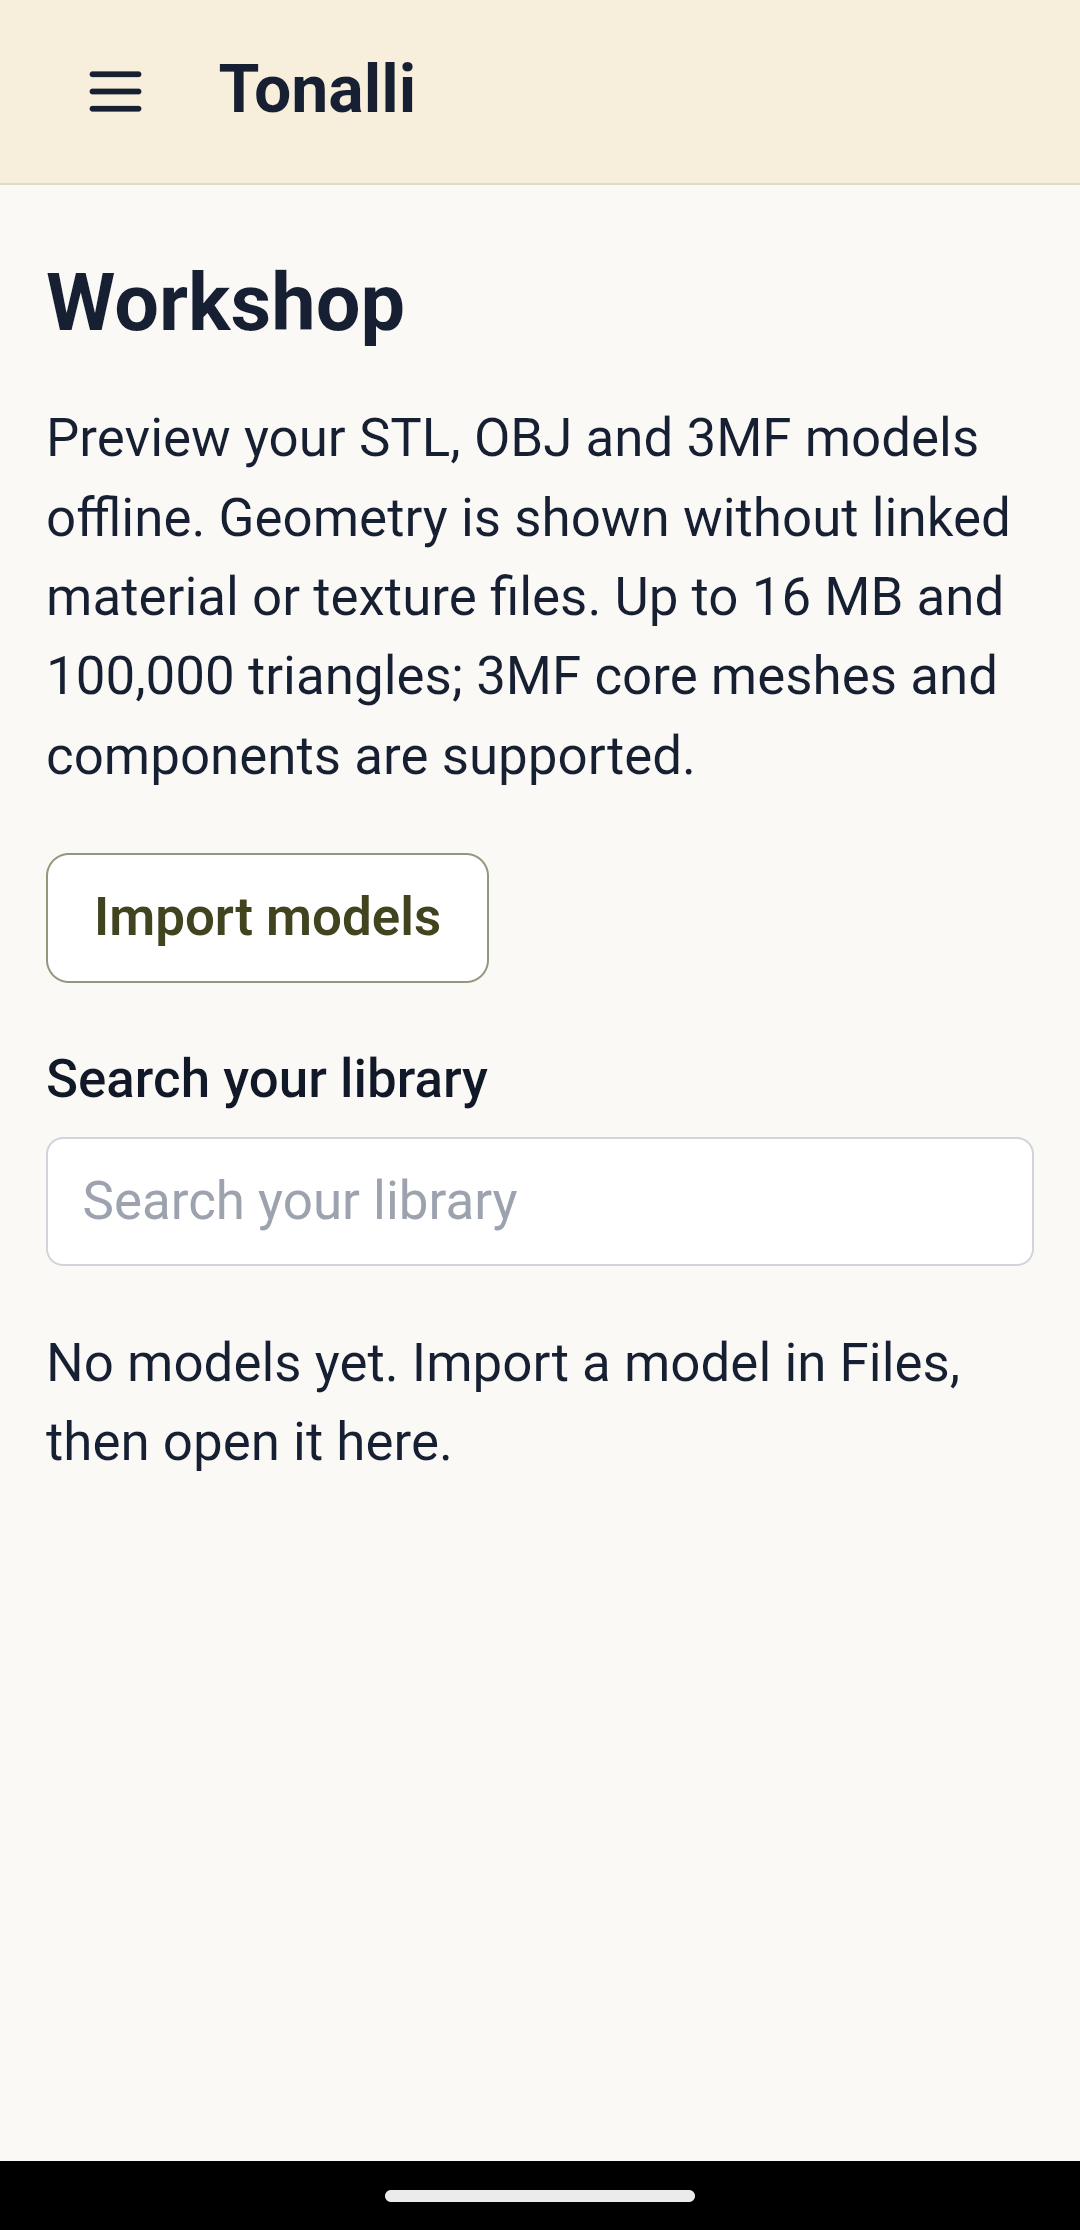 Tonalli
Workshop
Preview your STL, OBJ and 3MF models
offline. Geometry is shown without linked
material or texture files. Up to 16 MB and
100,000 triangles; 3MF core meshes and
components are supported.
Import models
Search your library
Search your library
No models yet. Import a model in Files,
then open it here.